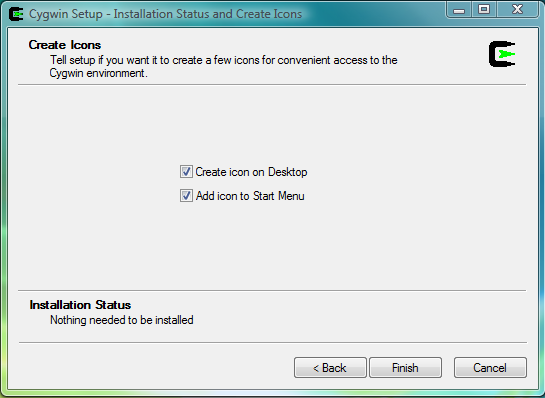 Cygwin Setup - Installation Status and Create Icons
Create Icons
Tell setup if you want it to create a few icons for convenient access to the
Cygwin environment.
Create icon on Desktop
Add icon to Start Menu
Installation Status
Nothing needed to be installed
< Back Finish Cancel